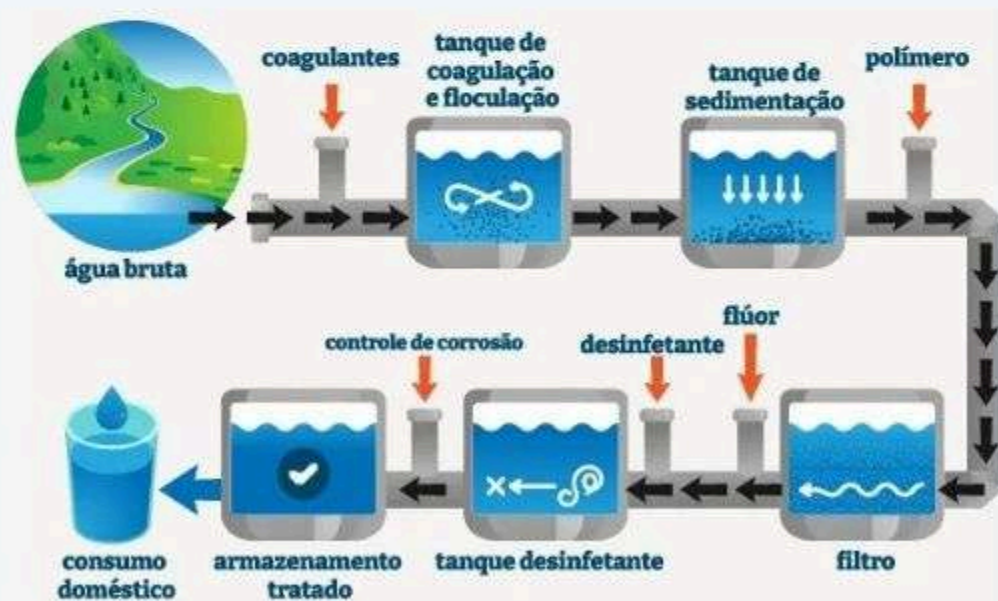 coagulantes
tanque de
coagulação
e floculação
tanque de
sedimentação
polímero
água bruta
flúor
desinfetante
controle de corrosão
consumo
doméstico
armazenamento
tratado
tanque desinfetante
filtro